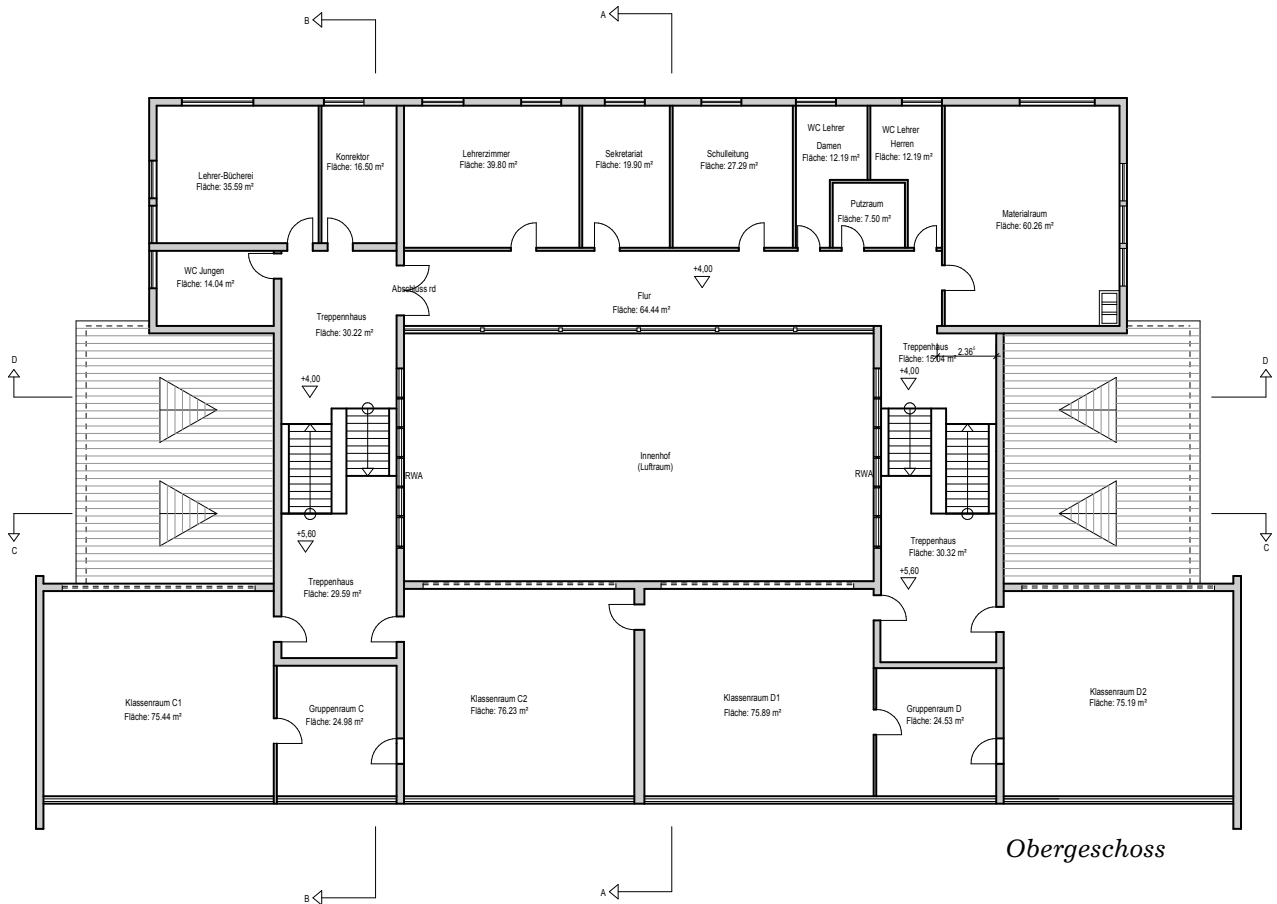 B
A
Lehrer-Bücherei
Fläche: 35.59 m²
Konrektor
Fläche: 16.50 m²
Lehrerzimmer
Fläche: 39.80 m²
Sekretariat
Fläche: 19.90 m²
Schulleitung
Fläche: 27.29 m²
WC Lehrer
Damen
Fläche: 12.19 m²
WC Lehrer
Herren
Fläche: 12.19 m²
Putzraum
Fläche: 7.50 m²
Materialraum
Fläche: 60.26 m²
WC Jungen
Fläche: 14.04 m²
Abschluss rd
Treppennhaus
Fläche: 30.22 m²
+4,00
Flur
Fläche: 64.44 m²
+4,00
Treppenhaus
Fläche: 15.04 m²
2.36⁵
+4,00
D
D
Innenhof
(Luftraum)
RWA
RWA
C
C
+5,60
Treppenhaus
Fläche: 29.59 m²
Treppenhaus
Fläche: 30.32 m²
+5,60
Klassenraum C1
Fläche: 75.44 m²
Gruppenraum C
Fläche: 24.98 m²
Klassenraum C2
Fläche: 76.23 m²
Klassenraum D1
Fläche: 75.89 m²
Gruppenraum D
Fläche: 24.53 m²
Klassenraum D2
Fläche: 75.19 m²
Obergeschoss
B
A